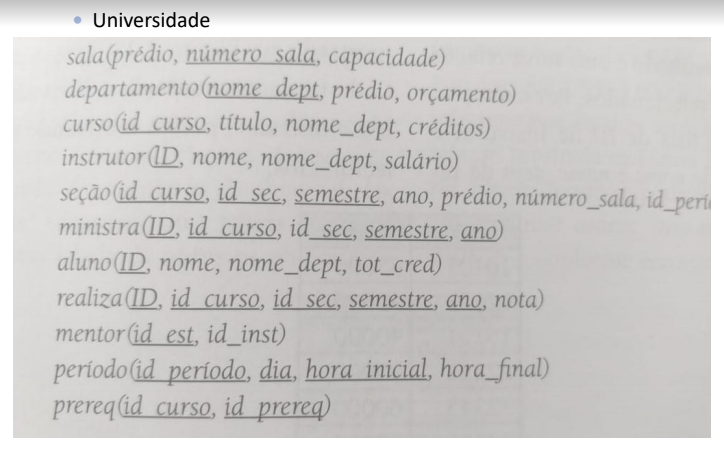 • Universidade
sala(prédio, número_sala, capacidade)
departamento(nome_dept, prédio, orçamento)
curso(id_curso, título, nome_dept, créditos)
instrutor(ID, nome, nome_dept, salário)
seção(id_curso, id_sec, semestre, ano, prédio, número_sala, id_perí
ministra(ID, id_curso, id_sec, semestre, ano)
aluno(ID, nome, nome_dept, tot_cred)
realiza(ID, id_curso, id_sec, semestre, ano, nota)
mentor(id_est, id_inst)
período(id_período, dia, hora_inicial, hora_final)
prereq(id_curso, id_prereq)